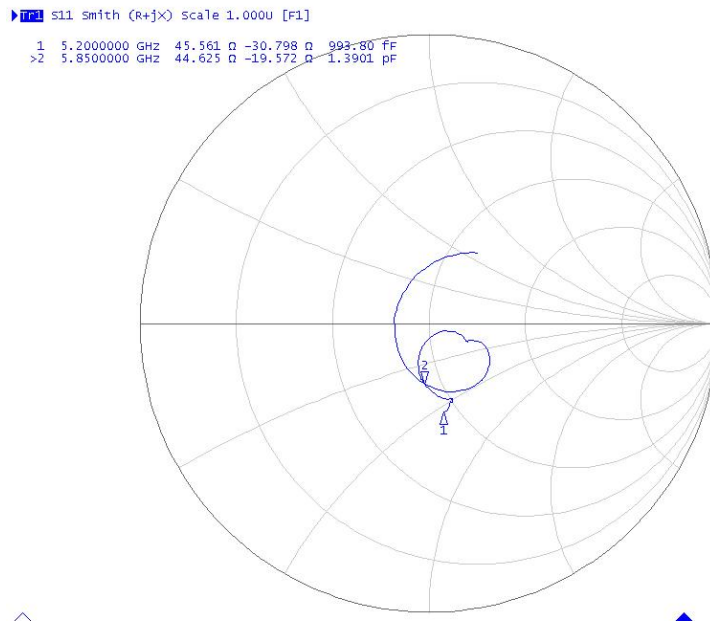 Tr1 S11 Smith (R+jX) Scale 1.000U [F1]
1 5.2000000 GHz 45.561 Ω -30.798 Ω 993.80 fF
>2 5.8500000 GHz 44.625 Ω -19.572 Ω 1.3901 pF
2
1